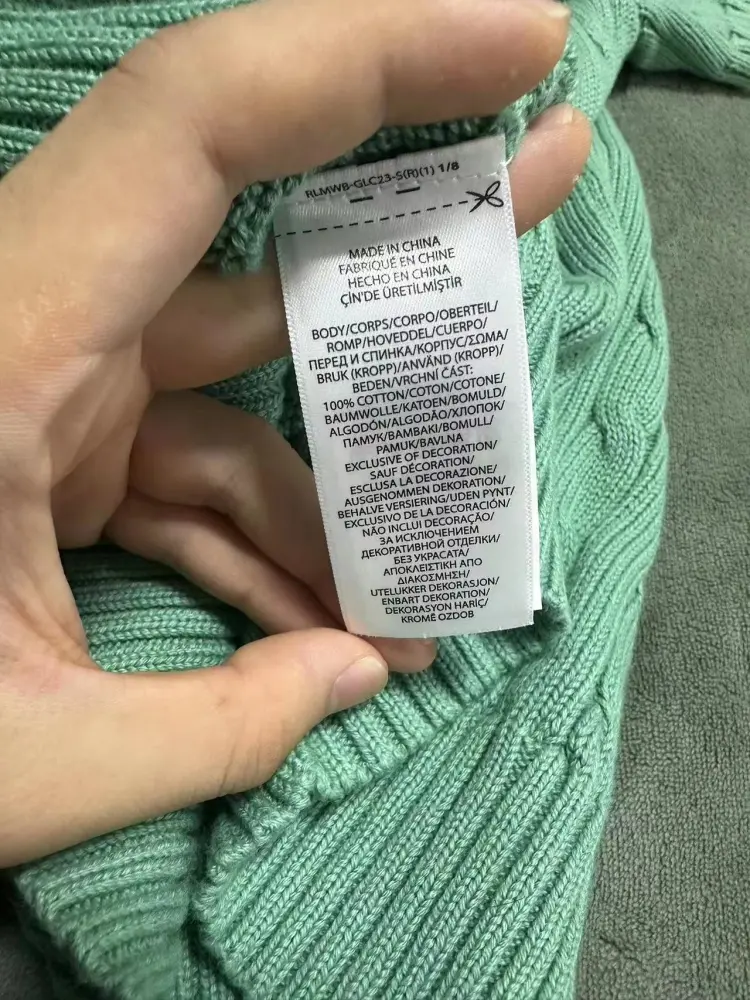 RLMWB-GLC23-S(R)(1) 1/8
MADE IN CHINA
FABRIQUÉ EN CHINE
HECHO EN CHINA
ÇİN'DE ÜRETİLMİŞTİR
BODY/CORPS/CORPO/OBERTEIL/
ROMP/HOVEDDEL/CUERPO/
ПЕРЕД И СПИНКА/КОРПУС/ΣΩΜΑ/
BRUK (KROPP)/ANVÄND (KROPP)/
BEDEN/VRCHNÍ ČÁST:
100% COTTON/COTON/COTONE/
BAUMWOLLE/KATOEN/BOMULD/
ALGODÓN/ALGODÃO/ХЛОПОК/
ПАМУК/ΒΑΜΒΑΚΙ/BOMULL/
PAMUK/BAVLNA
EXCLUSIVE OF DECORATION/
SAUF DÉCORATION/
ESCLUSA LA DECORAZIONE/
AUSGENOMMEN DEKORATION/
BEHALVE VERSIERING/UDEN PYNT/
EXCLUSIVO DE LA DECORACIÓN/
NÃO INCLUI DECORAÇÃO/
ЗА ИСКЛЮЧЕНИЕМ
ДЕКОРАТИВНОЙ ОТДЕЛКИ/
БЕЗ УКРАСАТА/
ΑΠΟΚΛΕΙΣΤΙΚΗ ΑΠΟ
ΔΙΑΚΟΣΜΗΣΗ/
UTELUKKER DEKORASJON/
ENBART DEKORATION/
DEKORASYON HARİÇ/
KROMĚ OZDOB